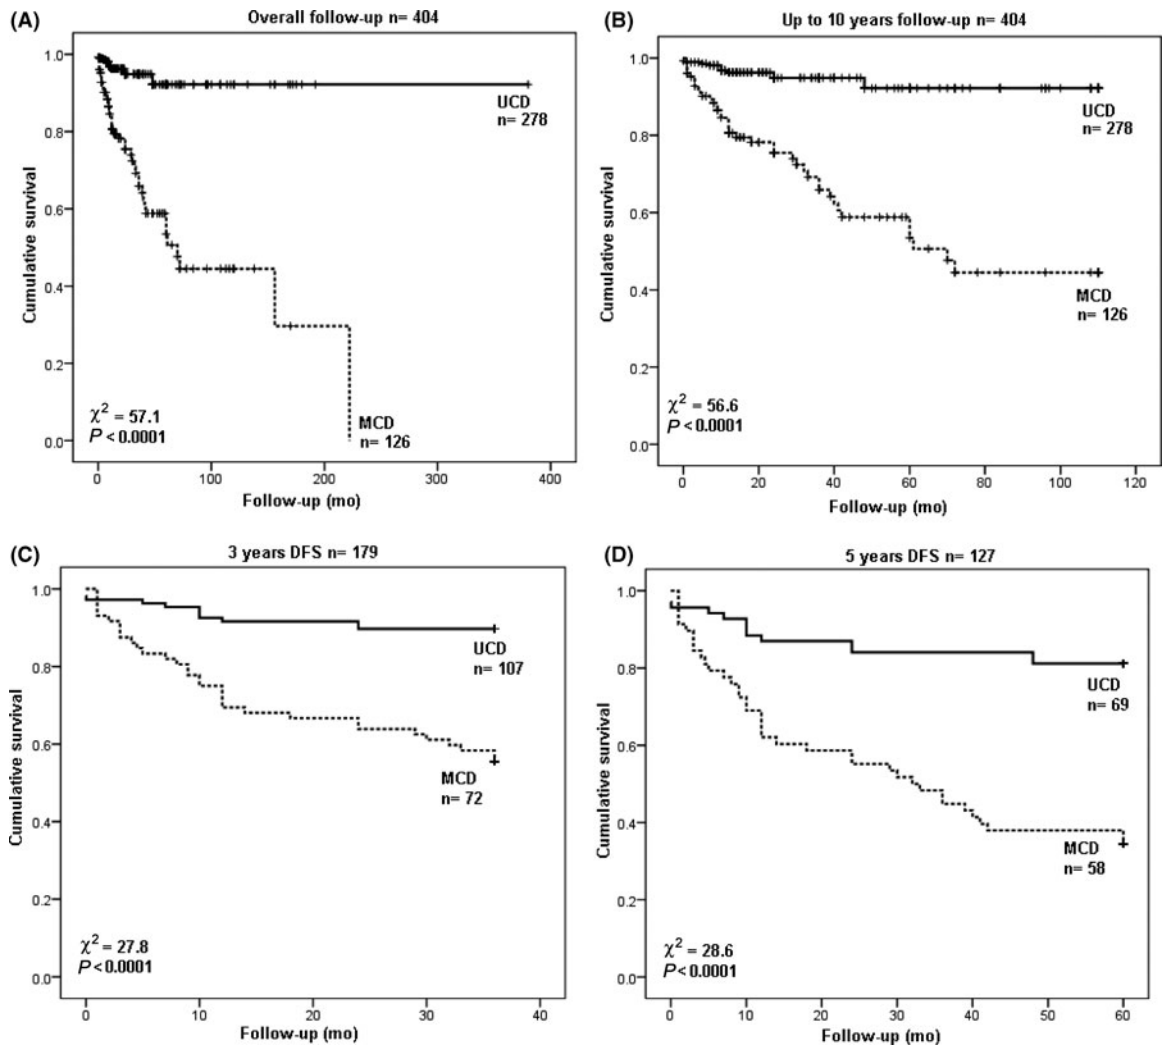 (A)
Overall follow-up n= 404
Cumulative survival
1.0
0.8
0.6
0.4
0.2
0.0
UCD
n= 278
MCD
n= 126
χ² = 57.1
P < 0.0001
0 100 200 300 400
Follow-up (mo)
(B)
Up to 10 years follow-up n= 404
Cumulative survival
1.0
0.8
0.6
0.4
0.2
0.0
UCD
n= 278
MCD
n= 126
χ² = 56.6
P < 0.0001
0 20 40 60 80 100 120
Follow-up (mo)
(C)
3 years DFS n= 179
Cumulative survival
1.0
0.8
0.6
0.4
0.2
0.0
UCD
n= 107
MCD
n= 72
χ² = 27.8
P < 0.0001
0 10 20 30 40
Follow-up (mo)
(D)
5 years DFS n= 127
Cumulative survival
1.0
0.8
0.6
0.4
0.2
0.0
UCD
n= 69
MCD
n= 58
χ² = 28.6
P < 0.0001
0 10 20 30 40 50 60
Follow-up (mo)